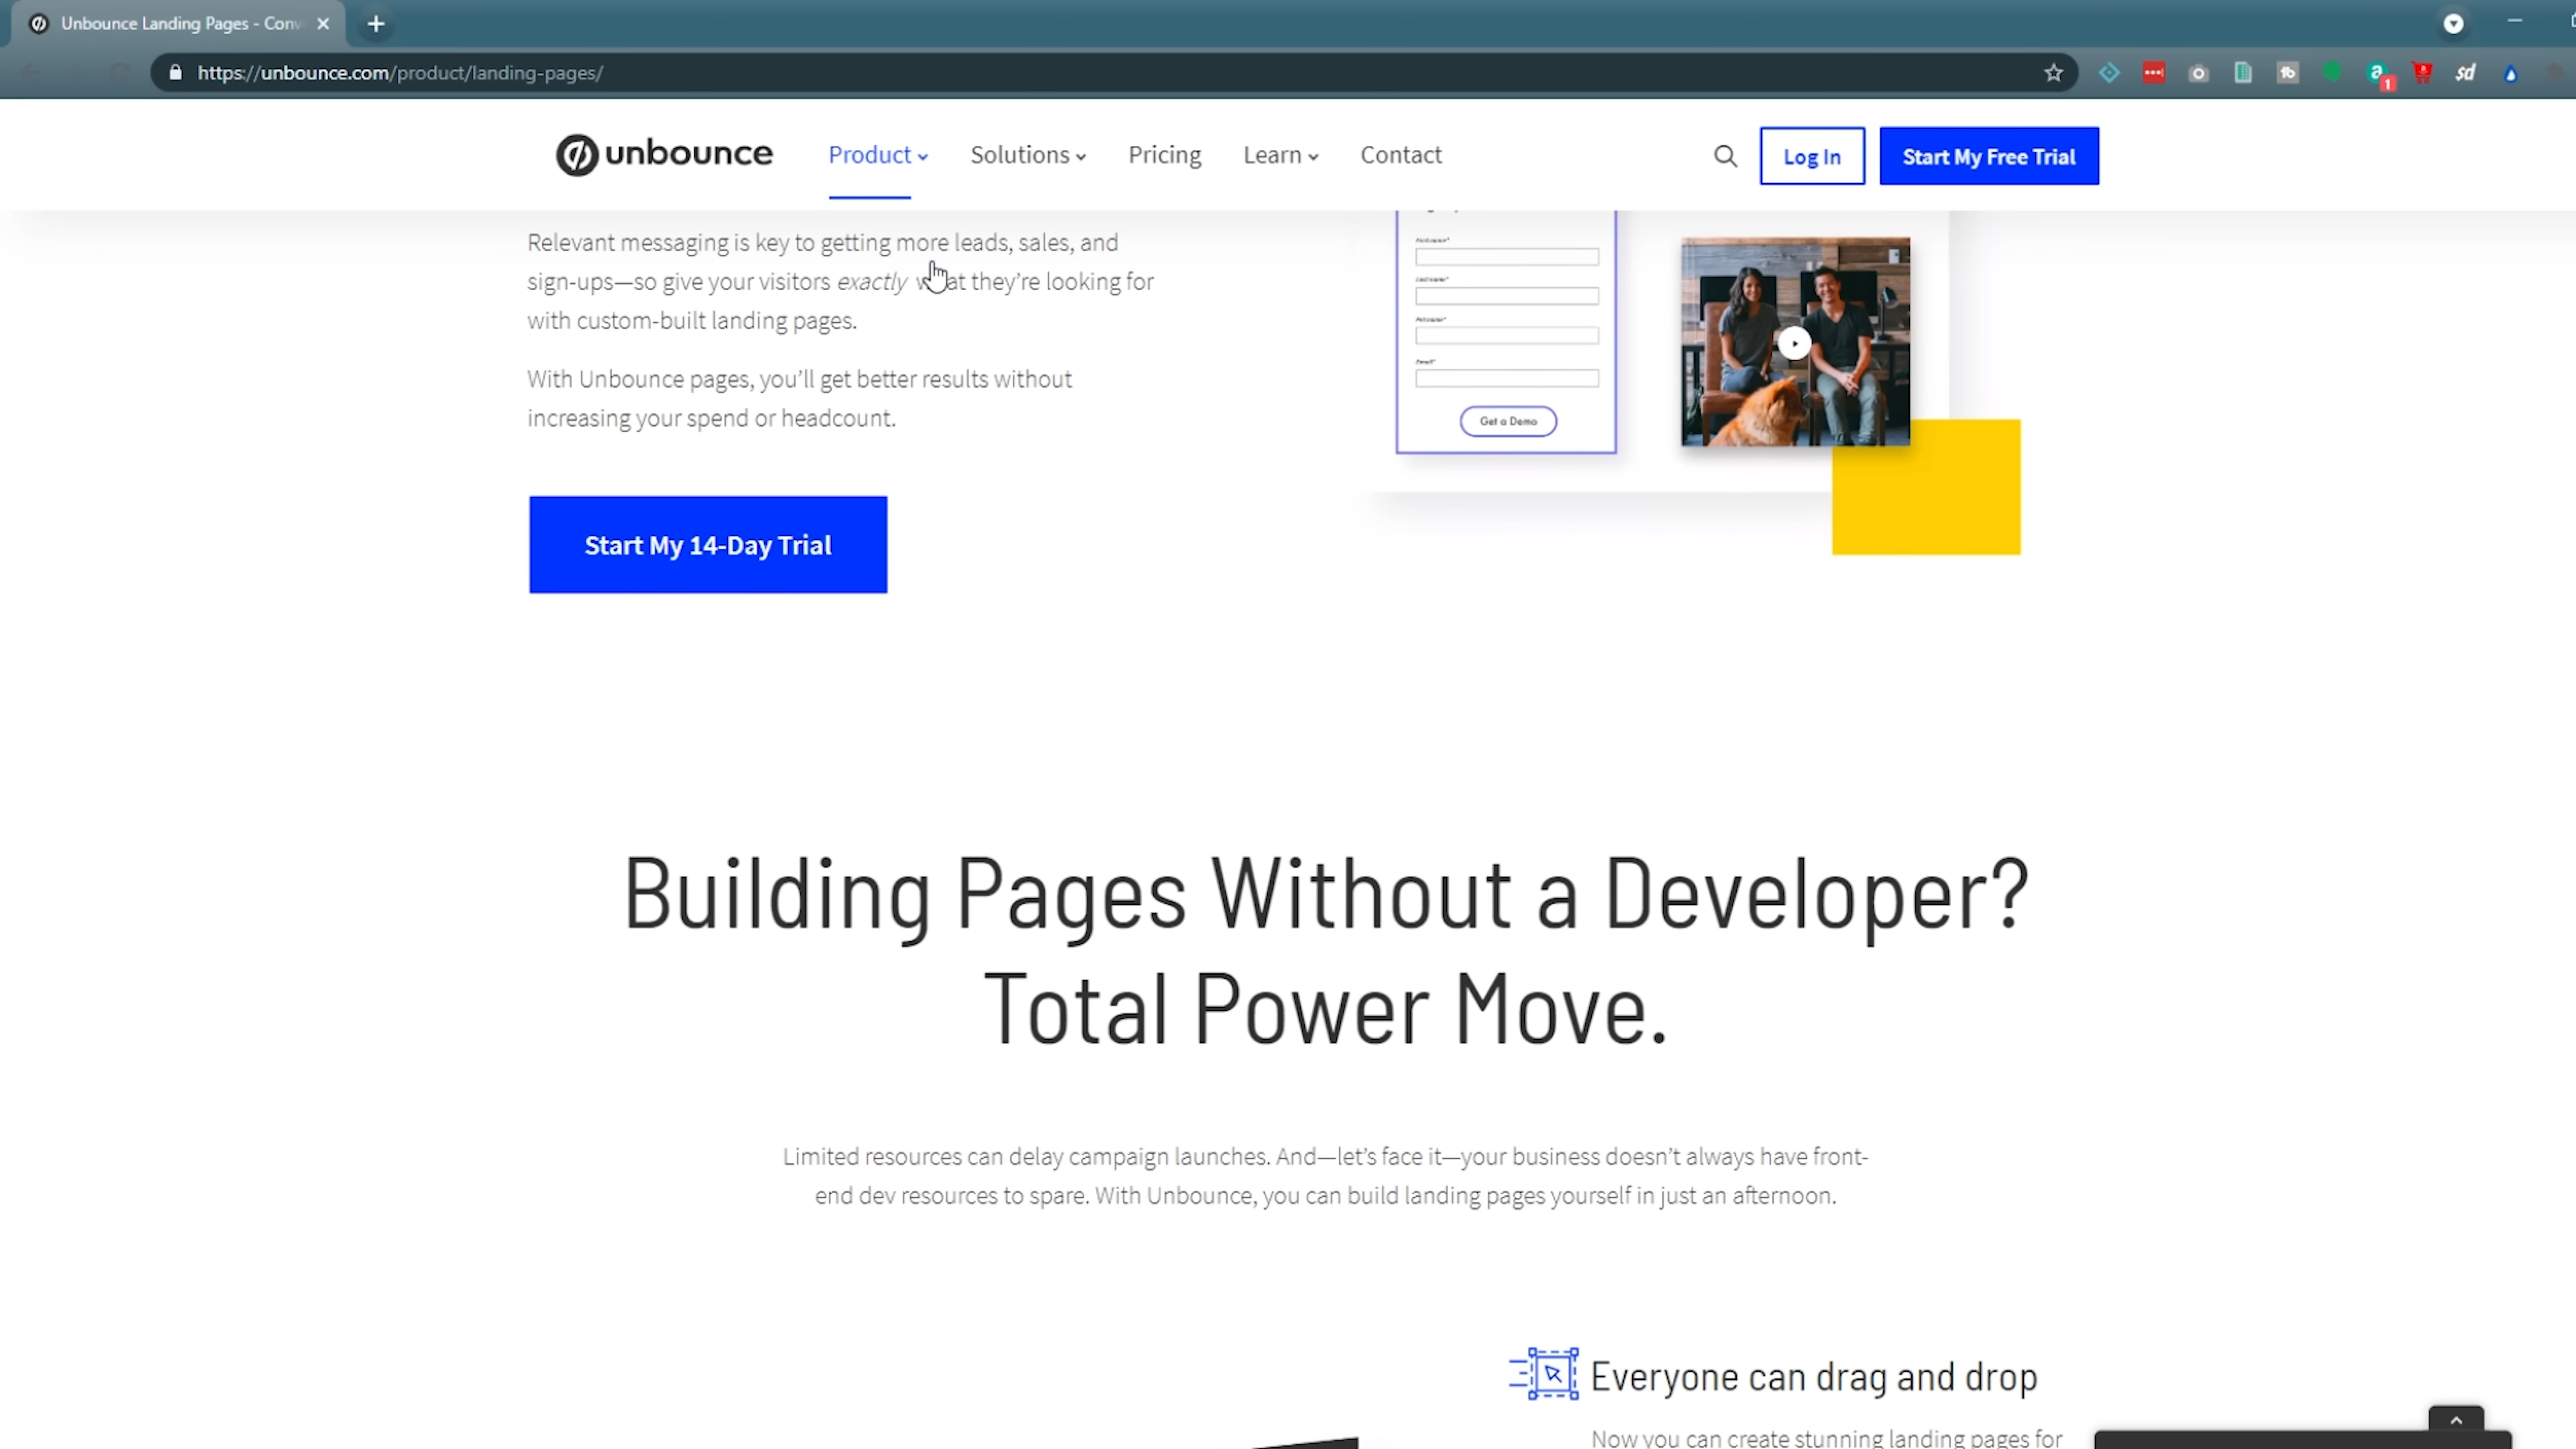 Unbounce Landing Pages - Conv
https://unbounce.com/product/landing-pages/
1
unbounce
Product
Solutions
Pricing
Learn
Contact
Log In
Start My Free Trial
Relevant messaging is key to getting more leads, sales, and
sign-ups—so give your visitors exactly what they're looking for
with custom-built landing pages.
With Unbounce pages, you'll get better results without
increasing your spend or headcount.
Start My 14-Day Trial
First name*
Last name*
Email*
Get a Demo
Building Pages Without a Developer?
Total Power Move.
Limited resources can delay campaign launches. And—let's face it—your business doesn't always have front-
end dev resources to spare. With Unbounce, you can build landing pages yourself in just an afternoon.
Everyone can drag and drop
Now you can create stunning landing pages for